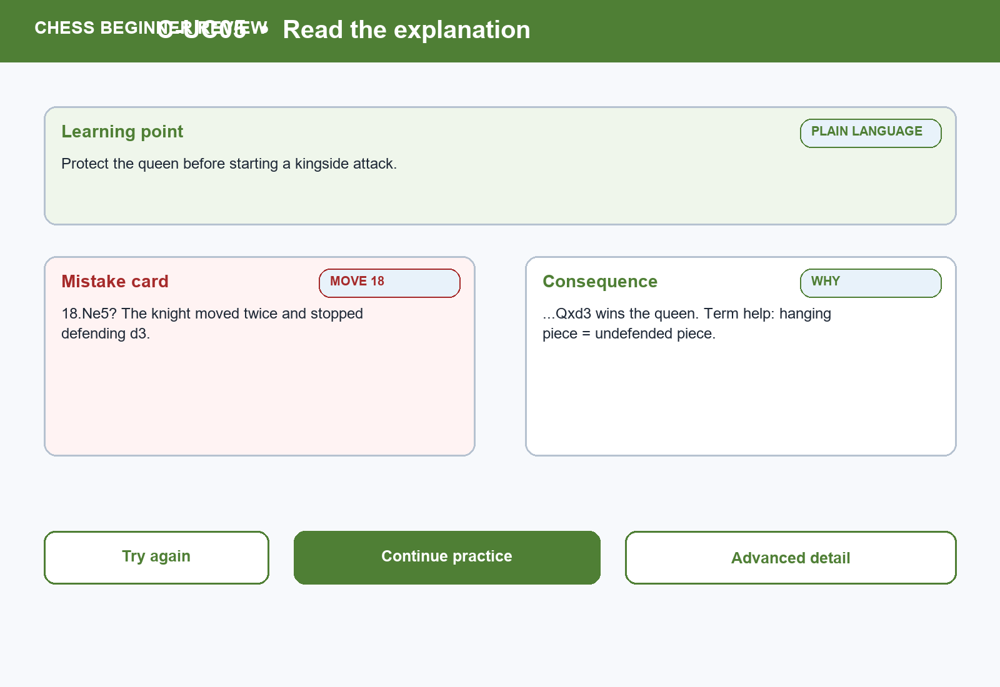 CHESS BEGINNER REVIEW
C-UC05 • Read the explanation
Learning point
PLAIN LANGUAGE
Protect the queen before starting a kingside attack.
Mistake card
MOVE 18
18.Ne5? The knight moved twice and stopped
defending d3.
Consequence
WHY
...Qxd3 wins the queen. Term help: hanging
piece = undefended piece.
Try again
Continue practice
Advanced detail